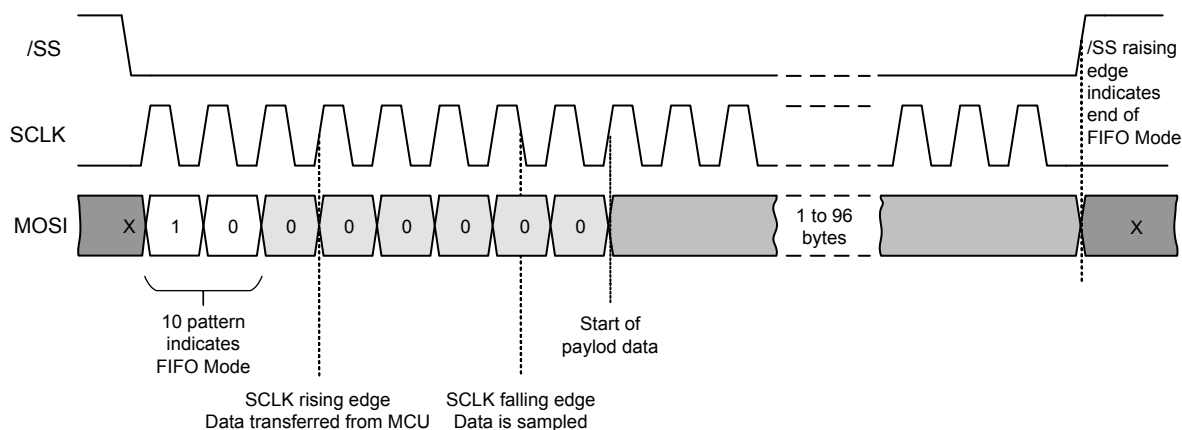 /SS
/SS raising
edge
indicates
end of
FIFO Mode
SCLK
MOSI
X 1 0 0 0 0 0 0 0 1 to 96 X
bytes
10 pattern
indicates
FIFO Mode
Start of
paylod data
SCLK rising edge
Data transferred from MCU
SCLK falling edge
Data is sampled